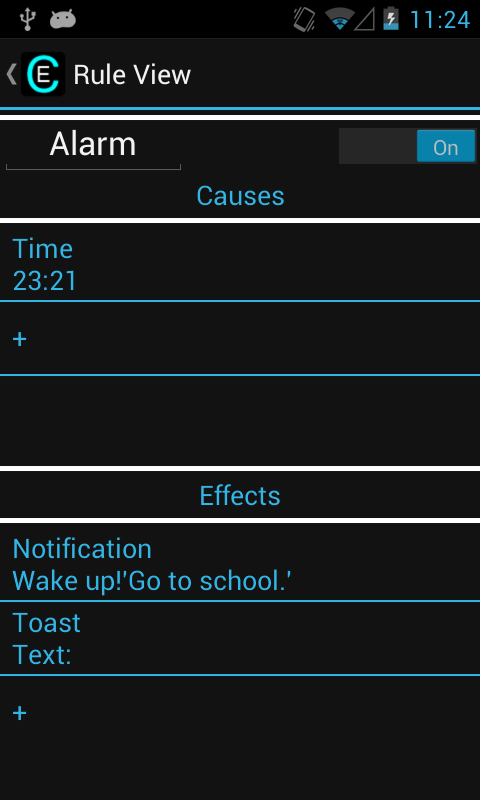 11:24
CE Rule View
Alarm On
Causes
Time
23:21
+
Effects
Notification
Wake up!'Go to school.'
Toast
Text:
+